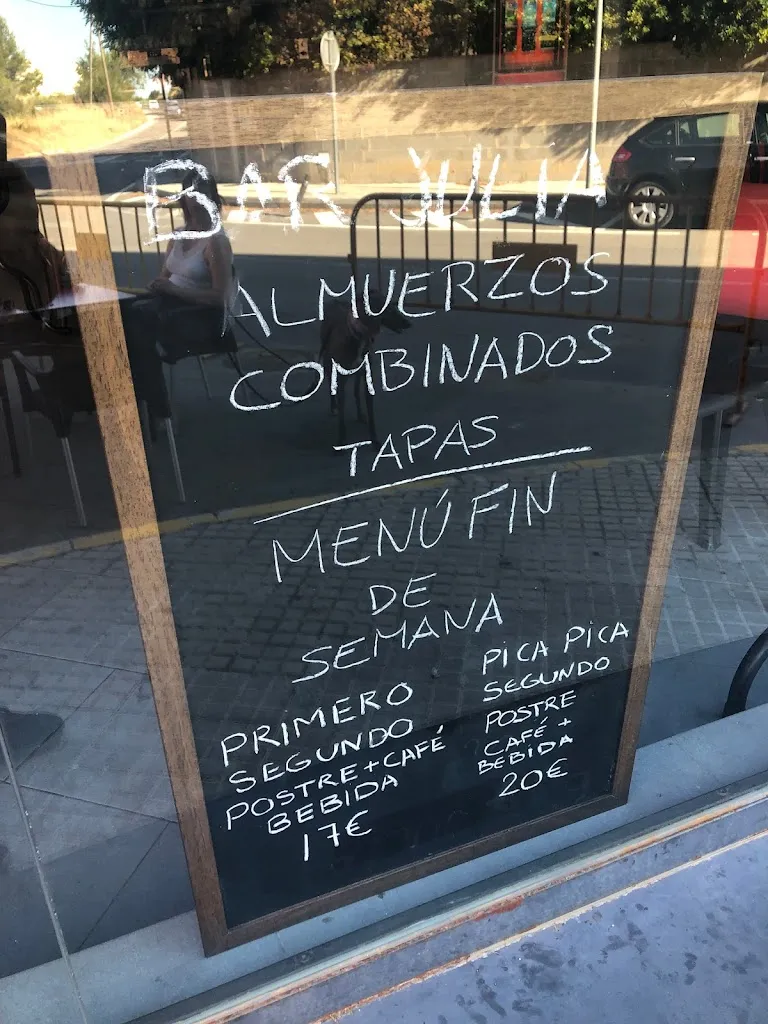 BAR JULIA
ALMUERZOS
COMBINADOS
TAPAS
MENÚ FIN
DE
SEMANA
PRIMERO
SEGUNDO
POSTRE + CAFÉ
BEBIDA
17€
PICA PICA
SEGUNDO
POSTRE
CAFÉ +
BEBIDA
20€